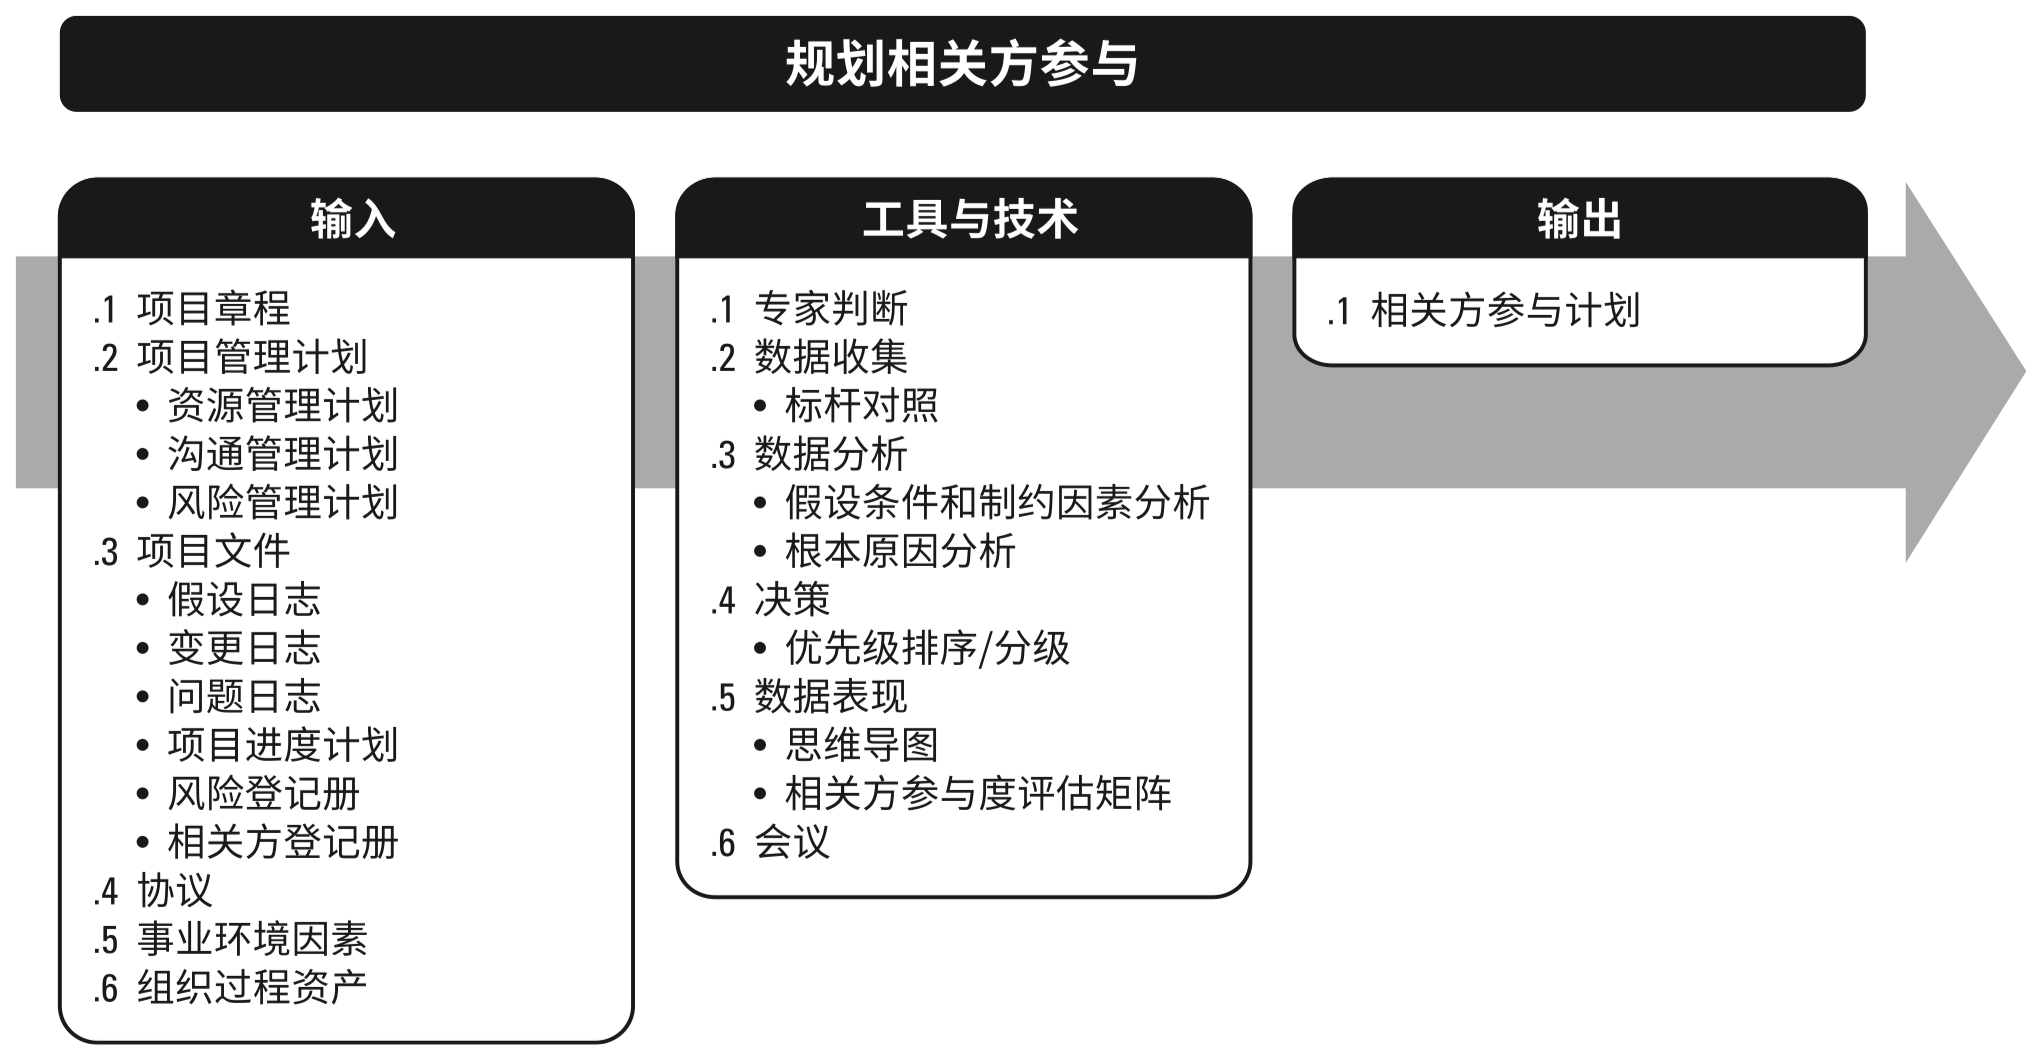 规划相关方参与
输入
.1 项目章程
.2 项目管理计划
• 资源管理计划
• 沟通管理计划
• 风险管理计划
.3 项目文件
• 假设日志
• 变更日志
• 问题日志
• 项目进度计划
• 风险登记册
• 相关方登记册
.4 协议
.5 事业环境因素
.6 组织过程资产
工具与技术
.1 专家判断
.2 数据收集
• 标杆对照
.3 数据分析
• 假设条件和制约因素分析
• 根本原因分析
.4 决策
• 优先级排序/分级
.5 数据表现
• 思维导图
• 相关方参与度评估矩阵
.6 会议
输出
.1 相关方参与计划